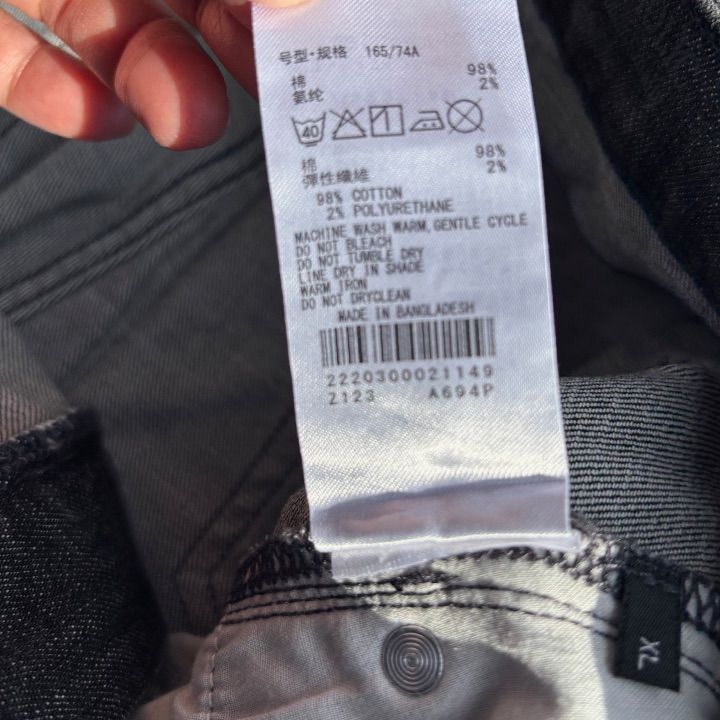 号型·规格 165/74A
棉 98%
氨纶 2%
40
棉 98%
弾性繊維 2%
98% COTTON
2% POLYURETHANE
MACHINE WASH WARM,GENTLE CYCLE
DO NOT BLEACH
DO NOT TUMBLE DRY
LINE DRY IN SHADE
WARM IRON
DO NOT DRYCLEAN
MADE IN BANGLADESH
2220300021149
Z123 A694P
XL